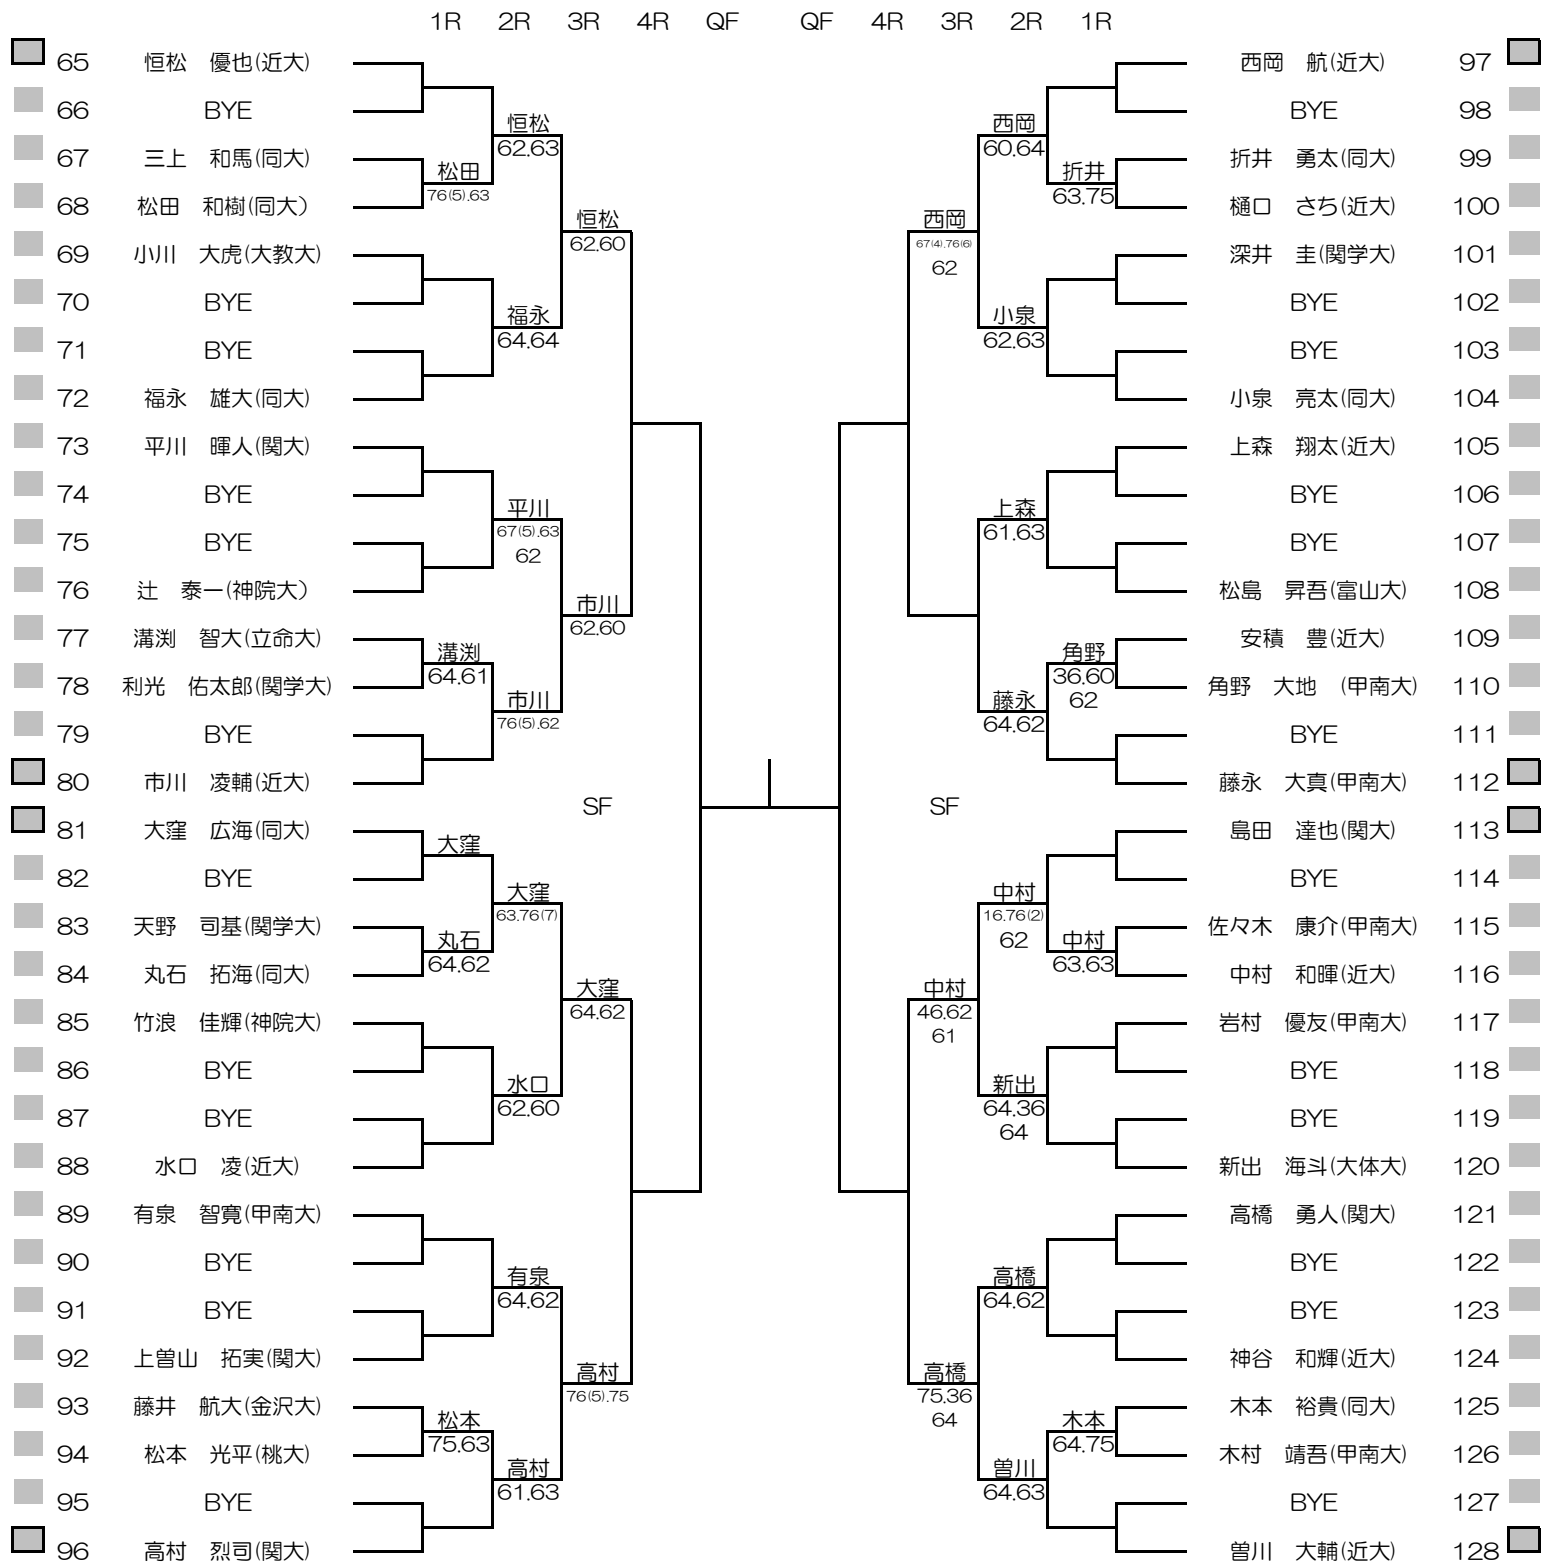 1R 2R 3R 4R QF QF 4R 3R 2R 1R
65 恒松 優也(近大) 西岡 航(近大) 97
66 BYE BYE 98
恒松 西岡
62.63 60.64
67 三上 和馬(同大) 折井 勇太(同大) 99
松田 折井
76(5).63 63.75
68 松田 和樹(同大) 樋口 さち(近大) 100
恒松 西岡
62.60 67(4).76(6)
62
69 小川 大虎(大教大) 深井 圭(関学大) 101
70 BYE BYE 102
福永 小泉
64.64 62.63
71 BYE BYE 103
72 福永 雄大(同大) 小泉 亮太(同大) 104
73 平川 暉人(関大) 上森 翔太(近大) 105
74 BYE BYE 106
平川 上森
67(5).63 61.63
62
75 BYE BYE 107
76 辻 泰一(神院大) 松島 昇吾(富山大) 108
市川
62.60
77 溝渕 智大(立命大) 安積 豊(近大) 109
溝渕 角野
64.61 36.60
62
78 利光 佑太郎(関学大) 角野 大地 (甲南大) 110
市川 藤永
76(5).62 64.62
79 BYE BYE 111
80 市川 凌輔(近大) 藤永 大真(甲南大) 112
SF SF
81 大窪 広海(同大) 島田 達也(関大) 113
大窪
82 BYE BYE 114
大窪 中村
63.76(7) 16.76(2)
62
83 天野 司基(関学大) 佐々木 康介(甲南大) 115
丸石 中村
64.62 63.63
84 丸石 拓海(同大) 中村 和暉(近大) 116
大窪 中村
64.62 46.62
61
85 竹浪 佳輝(神院大) 岩村 優友(甲南大) 117
86 BYE BYE 118
水口 新出
62.60 64.36
64
87 BYE BYE 119
88 水口 凌(近大) 新出 海斗(大体大) 120
89 有泉 智寛(甲南大) 高橋 勇人(関大) 121
90 BYE BYE 122
有泉 高橋
64.62 64.62
91 BYE BYE 123
92 上曽山 拓実(関大) 神谷 和輝(近大) 124
高村 高橋
76(5).75 75.36
64
93 藤井 航大(金沢大) 木本 裕貴(同大) 125
松本 木本
75.63 64.75
94 松本 光平(桃大) 木村 靖吾(甲南大) 126
高村 曽川
61.63 64.63
95 BYE BYE 127
96 高村 烈司(関大) 曽川 大輔(近大) 128